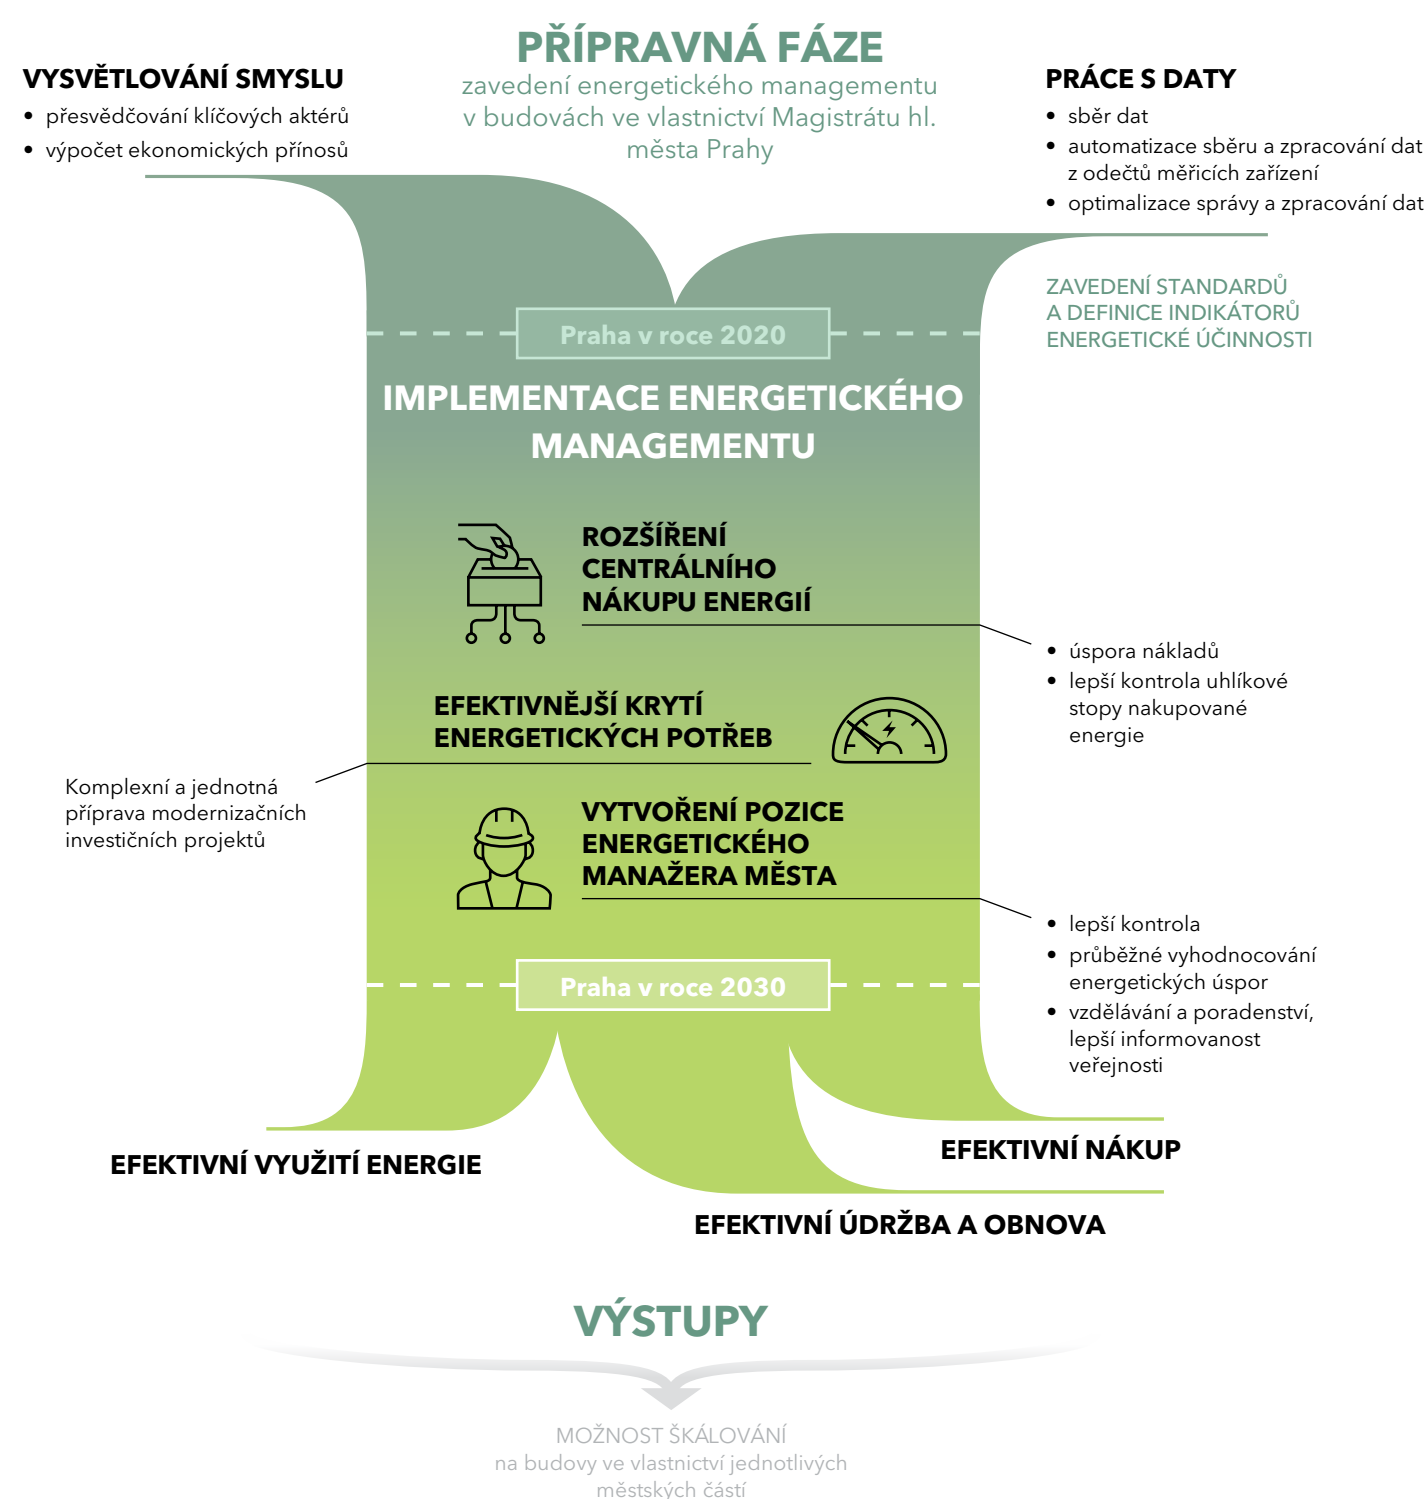 PŘÍPRAVNÁ FÁZE
zavedení energetického managementu
v budovách ve vlastnictví Magistrátu hl.
města Prahy
VYSVĚTLOVÁNÍ SMYSLU
• přesvědčování klíčových aktérů
• výpočet ekonomických přínosů
PRÁCE S DATY
• sběr dat
• automatizace sběru a zpracování dat
z odečtů měřicích zařízení
• optimalizace správy a zpracování dat
ZAVEDENÍ STANDARDŮ
A DEFINICE INDIKÁTORŮ
ENERGETICKÉ ÚČINNOSTI
Praha v roce 2020
IMPLEMENTACE ENERGETICKÉHO
MANAGEMENTU
ROZŠÍŘENÍ
CENTRÁLNÍHO
NÁKUPU ENERGIÍ
• úspora nákladů
• lepší kontrola uhlíkové
stopy nakupované
energie
EFEKTIVNĚJŠÍ KRYTÍ
ENERGETICKÝCH POTŘEB
Komplexní a jednotná
příprava modernizačních
investičních projektů
VYTVOŘENÍ POZICE
ENERGETICKÉHO
MANAŽERA MĚSTA
• lepší kontrola
• průběžné vyhodnocování
energetických úspor
• vzdělávání a poradenství,
lepší informovanost
veřejnosti
Praha v roce 2030
EFEKTIVNÍ VYUŽITÍ ENERGIE
EFEKTIVNÍ NÁKUP
EFEKTIVNÍ ÚDRŽBA A OBNOVA
VÝSTUPY
MOŽNOST ŠKÁLOVÁNÍ
na budovy ve vlastnictví jednotlivých
městských částí